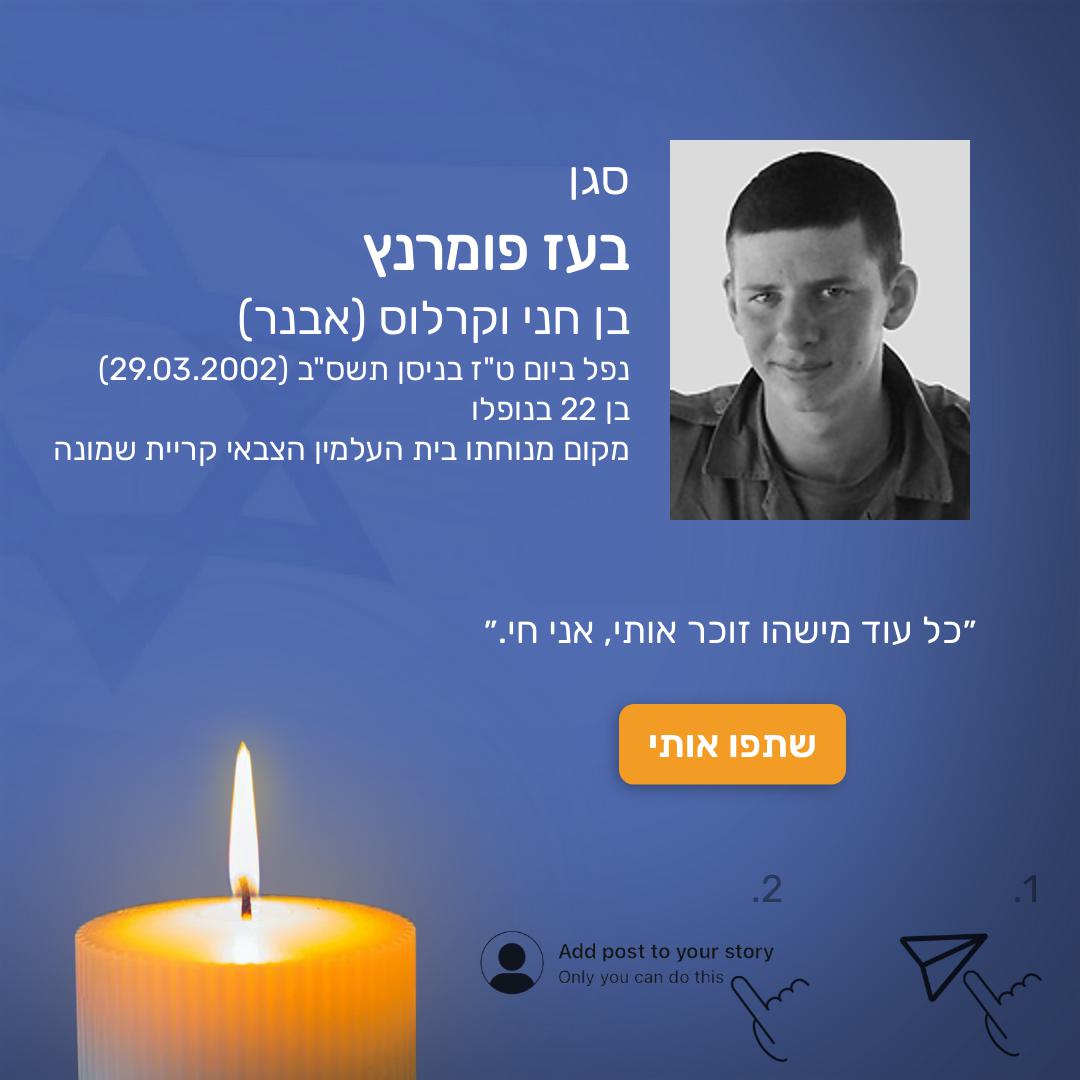 סגן
בעז פומרנץ
בן חני וקרלוס (אבנר)
נפל ביום ט"ז בניסן תשס"ב (29.03.2002)
בן 22 בנופלו
מקום מנוחתו בית העלמין הצבאי קריית שמונה
״כל עוד מישהו זוכר אותי, אני חי.״
שתפו אותי
1.
2.
Add post to your story
Only you can do this